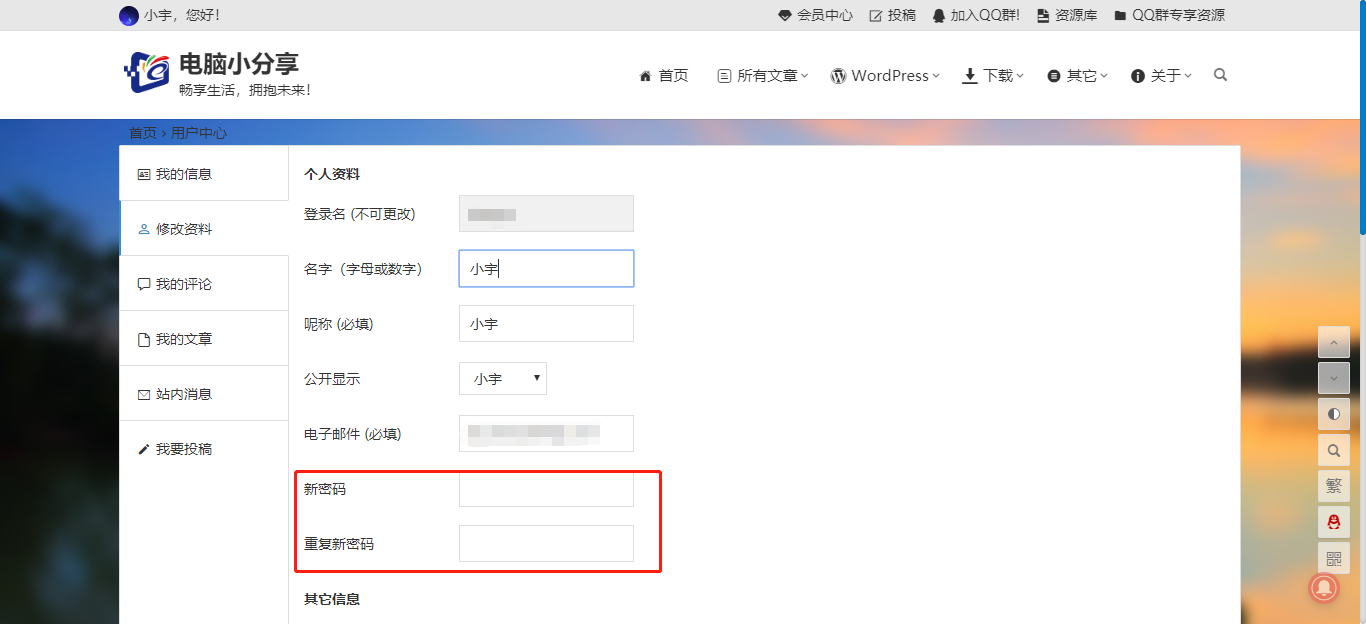 小宇，您好！
会员中心 投稿 加入QQ群! 资源库 QQ群专享资源
电脑小分享
畅享生活，拥抱未来！
首页 所有文章 WordPress 下载 其它 关于
首页 › 用户中心
我的信息
修改资料
我的评论
我的文章
站内消息
我要投稿
个人资料
登录名 (不可更改)
名字（字母或数字） 小宇
昵称 (必填) 小宇
公开显示 小宇
电子邮件 (必填)
新密码
重复新密码
其它信息
繁